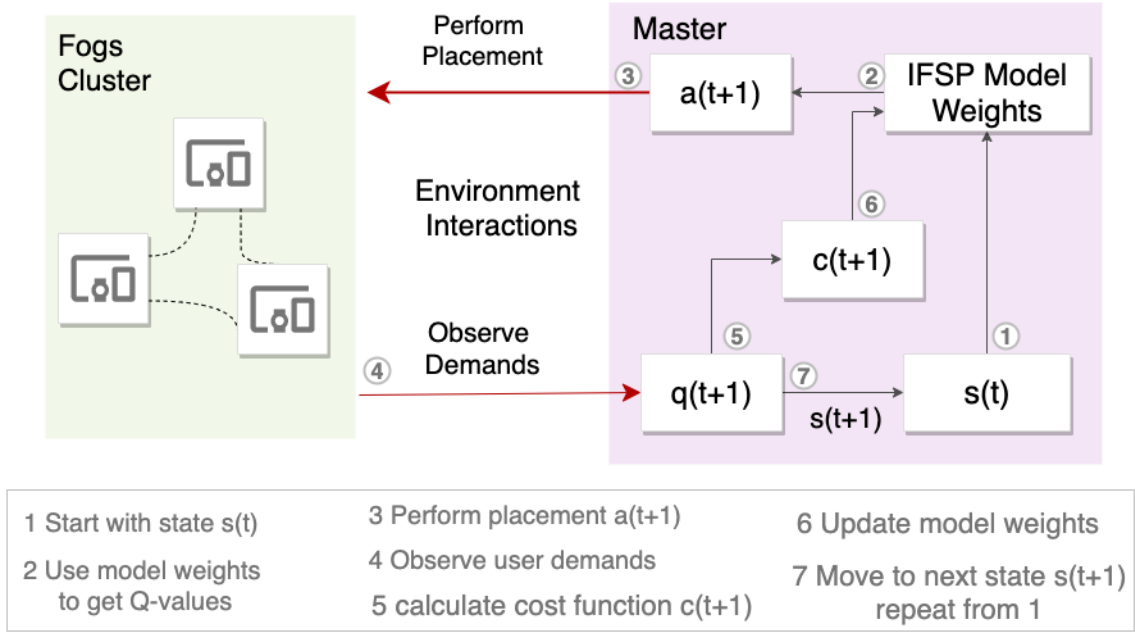 Fogs
Cluster
Perform
Placement
Master
3
a(t+1)
2
IFSP Model
Weights
Environment
Interactions
6
c(t+1)
Observe
Demands
4
5
1
q(t+1)
7
s(t+1)
s(t)
1 Start with state s(t)
2 Use model weights
to get Q-values
3 Perform placement a(t+1)
4 Observe user demands
5 calculate cost function c(t+1)
6 Update model weights
7 Move to next state s(t+1)
repeat from 1